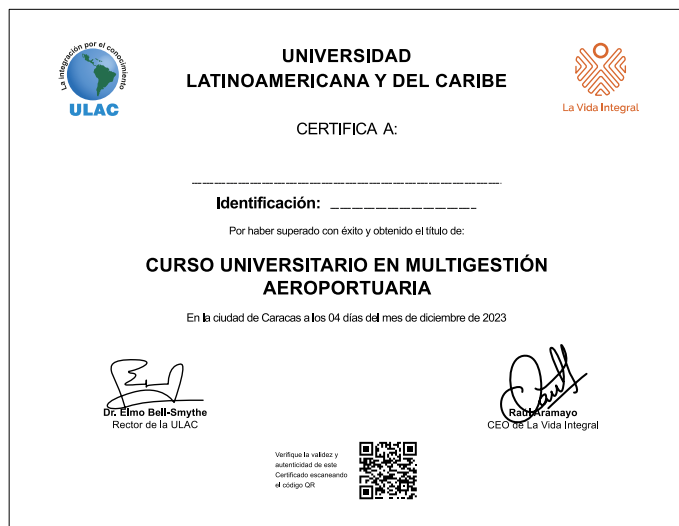 La integración por el conocimiento
ULAC
UNIVERSIDAD
LATINOAMERICANA Y DEL CARIBE
La Vida Integral
CERTIFICA A:
Identificación:
Por haber superado con éxito y obtenido el título de:
CURSO UNIVERSITARIO EN MULTIGESTIÓN
AEROPORTUARIA
En la ciudad de Caracas a los 04 días del mes de diciembre de 2023
Dr. Elmo Bell-Smythe
Rector de la ULAC
Raúl Aramayo
CEO de La Vida Integral
Verifique la validez y
autenticidad de este
Certificado escaneando
el código QR